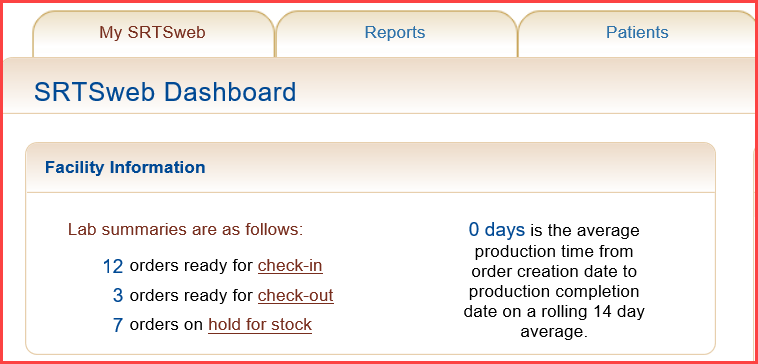 My SRTSweb
Reports
Patients
SRTSweb Dashboard
Facility Information
Lab summaries are as follows:
12 orders ready for check-in
3 orders ready for check-out
7 orders on hold for stock
0 days is the average
production time from
order creation date to
production completion
date on a rolling 14 day
average.